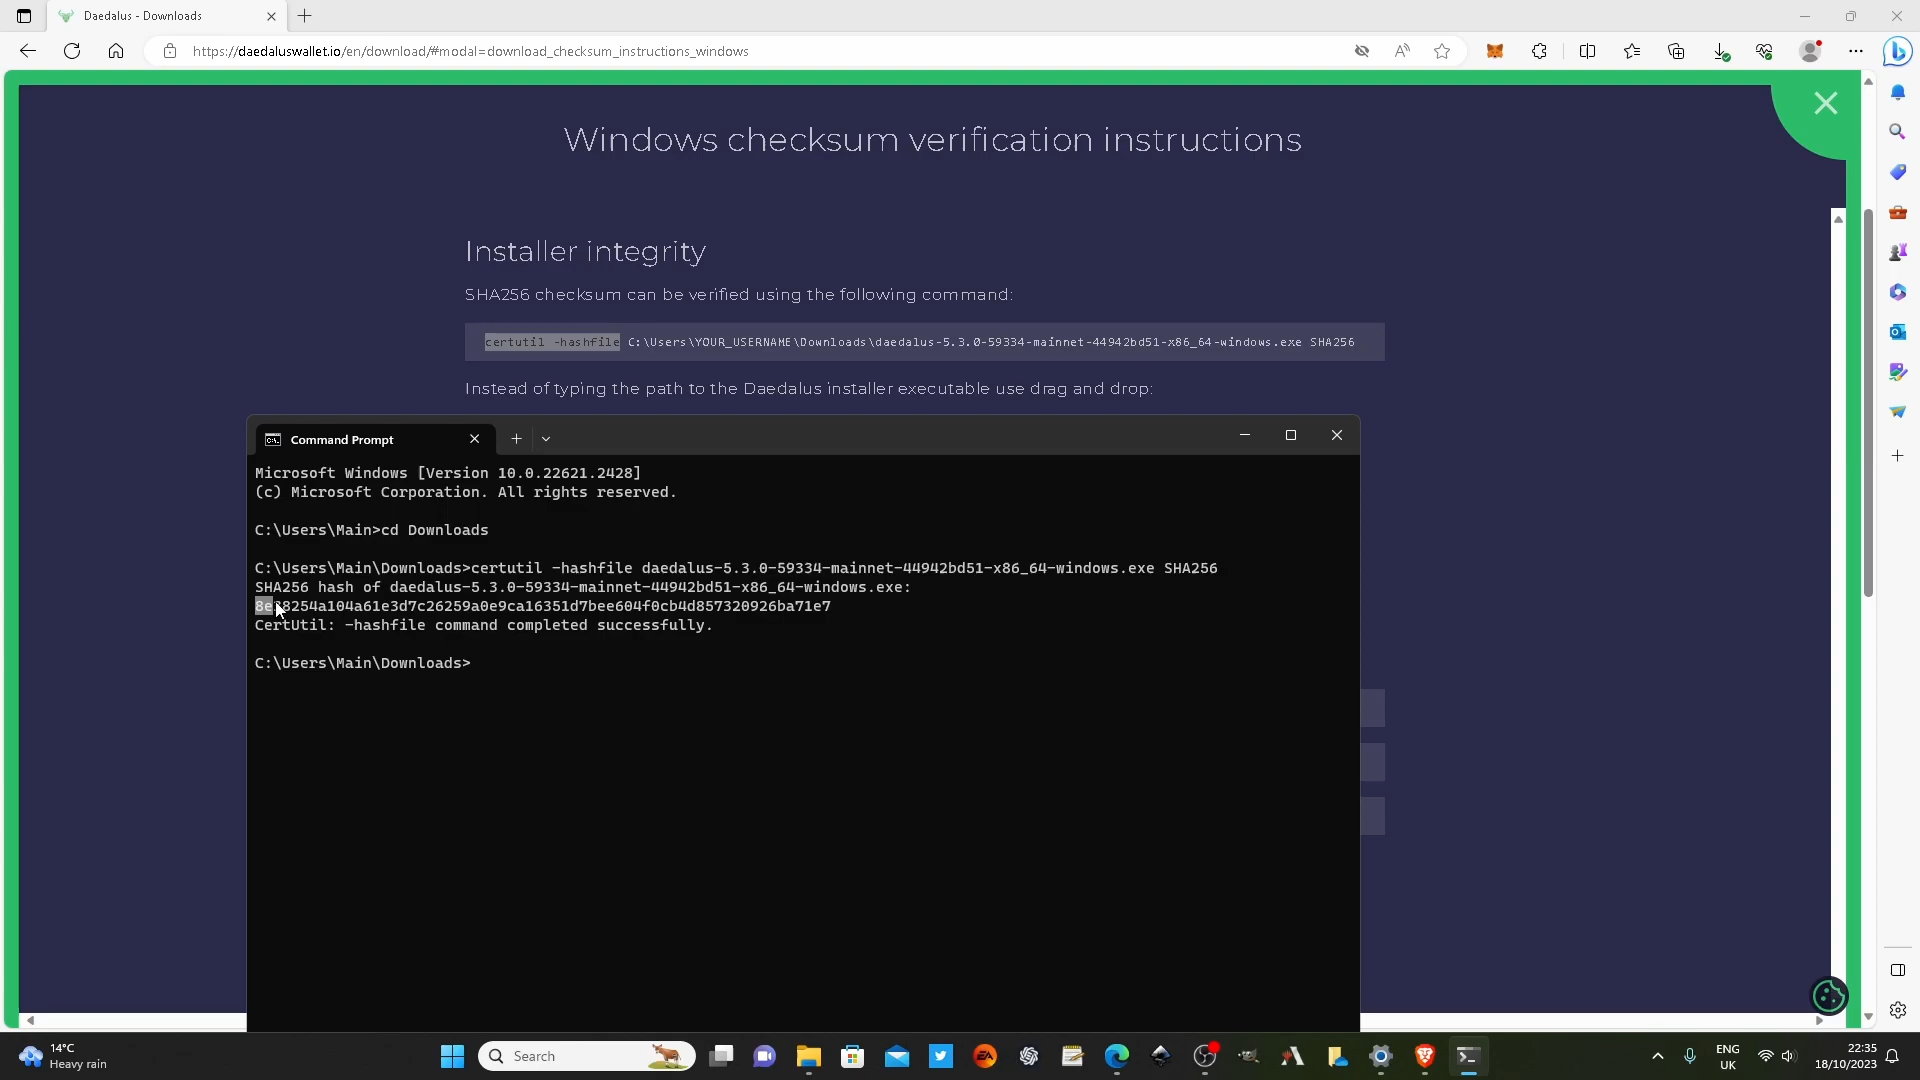 Daedalus - Downloads
https://daedaluswallet.io/en/download/#modal=download_checksum_instructions_windows
Windows checksum verification instructions
Installer integrity
SHA256 checksum can be verified using the following command:
certutil -hashfile C:\Users\YOUR_USERNAME\Downloads\daedalus-5.3.0-59334-mainnet-44942bd51-x86_64-windows.exe SHA256
Instead of typing the path to the Daedalus installer executable use drag and drop:
Command Prompt
Microsoft Windows [Version 10.0.22621.2428]
(c) Microsoft Corporation. All rights reserved.
C:\Users\Main>cd Downloads
C:\Users\Main\Downloads>certutil -hashfile daedalus-5.3.0-59334-mainnet-44942bd51-x86_64-windows.exe SHA256
SHA256 hash of daedalus-5.3.0-59334-mainnet-44942bd51-x86_64-windows.exe:
CertUtil: -hashfile command completed successfully.
C:\Users\Main\Downloads>
14°C
Heavy rain
Search
ENG
UK
22:35
18/10/2023